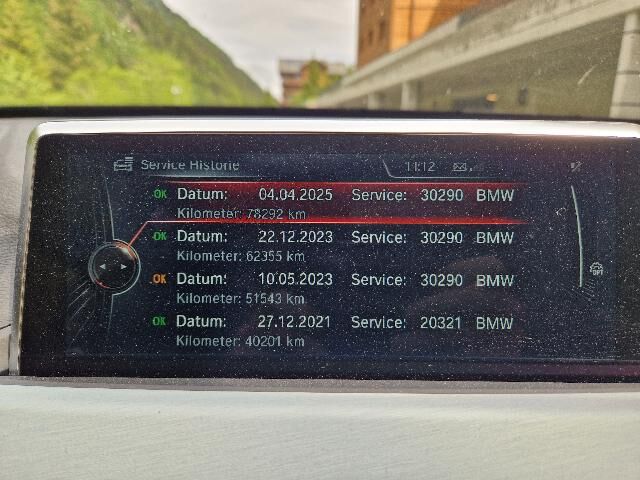 Service Historie 11:12
OK Datum: 04.04.2025 Service: 30290 BMW
Kilometer: 78292 km
OK Datum: 22.12.2023 Service: 30290 BMW
Kilometer: 62355 km
OK Datum: 10.05.2023 Service: 30290 BMW
Kilometer: 51543 km
OK Datum: 27.12.2021 Service: 20321 BMW
Kilometer: 40201 km